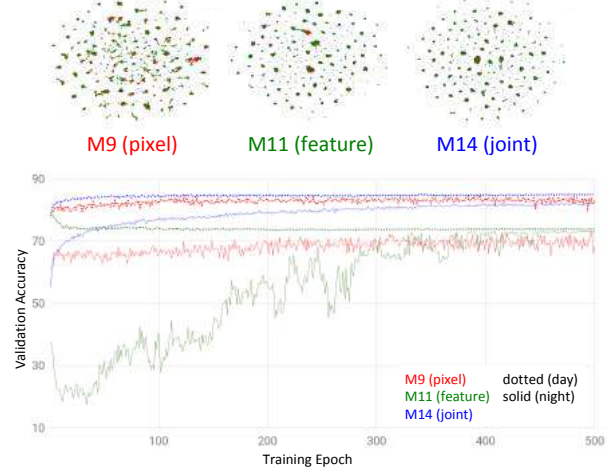 M9 (pixel)
M11 (feature)
M14 (joint)
90
70
50
30
10
Validation Accuracy
M9 (pixel) dotted (day)
M11 (feature) solid (night)
M14 (joint)
100
200
300
400
500
Training Epoch